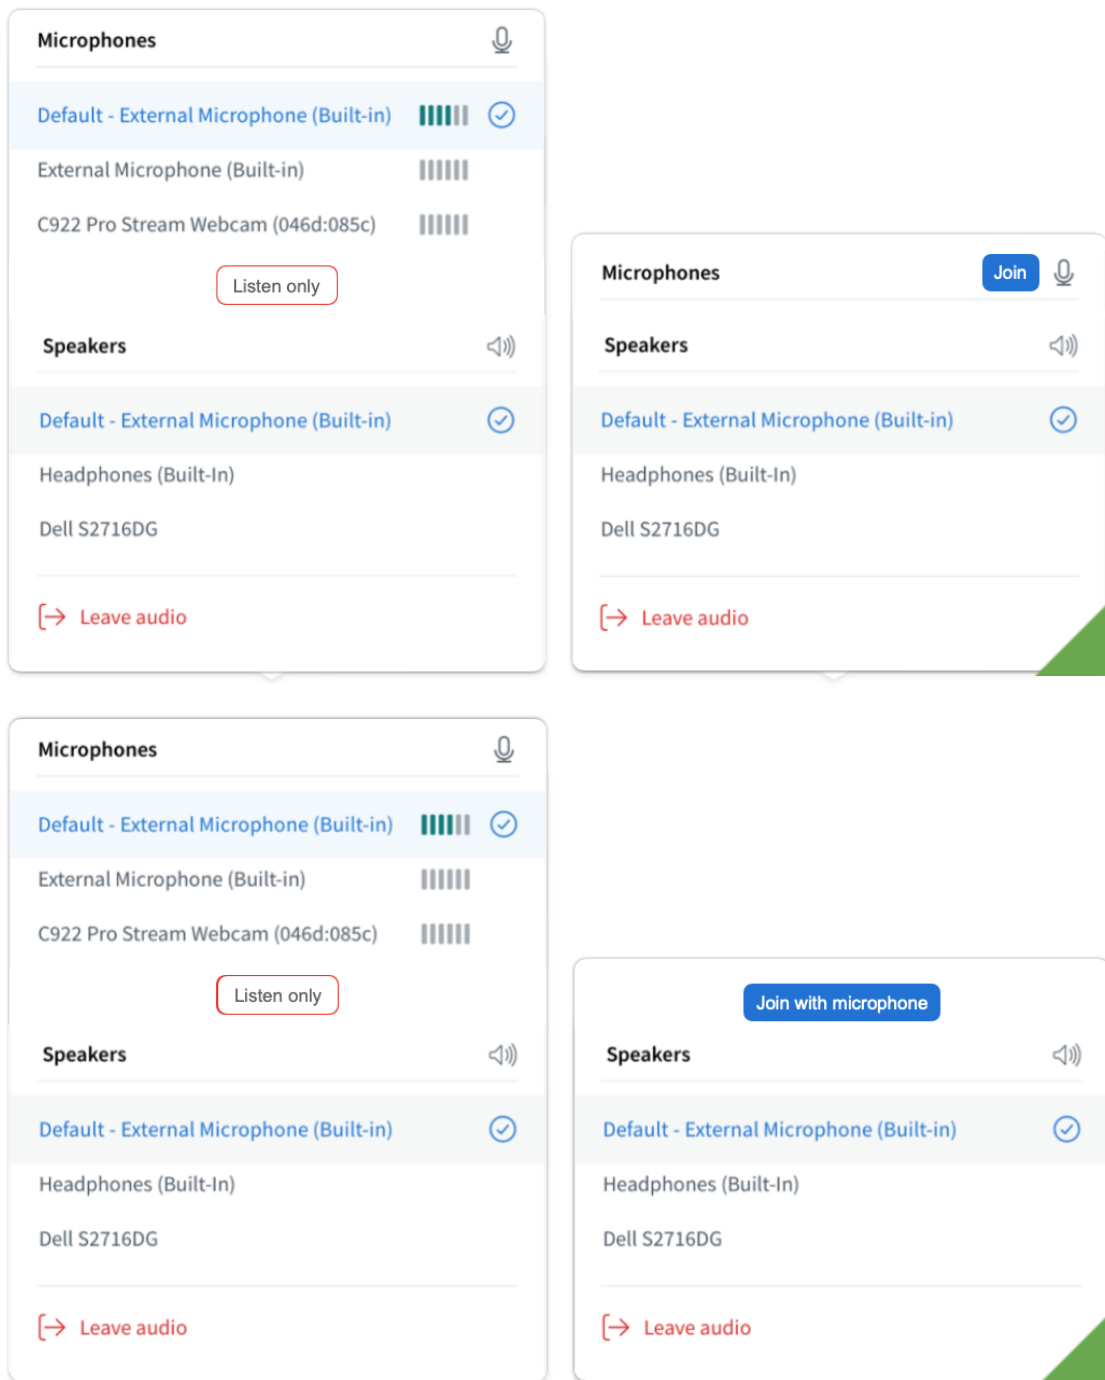 Microphones
Default - External Microphone (Built-in)
External Microphone (Built-in)
C922 Pro Stream Webcam (046d:085c)
Listen only
Speakers
Default - External Microphone (Built-in)
Headphones (Built-In)
Dell S2716DG
Leave audio
Microphones Join
Speakers
Default - External Microphone (Built-in)
Headphones (Built-In)
Dell S2716DG
Leave audio
Microphones
Default - External Microphone (Built-in)
External Microphone (Built-in)
C922 Pro Stream Webcam (046d:085c)
Listen only
Speakers
Default - External Microphone (Built-in)
Headphones (Built-In)
Dell S2716DG
Leave audio
Join with microphone
Speakers
Default - External Microphone (Built-in)
Headphones (Built-In)
Dell S2716DG
Leave audio